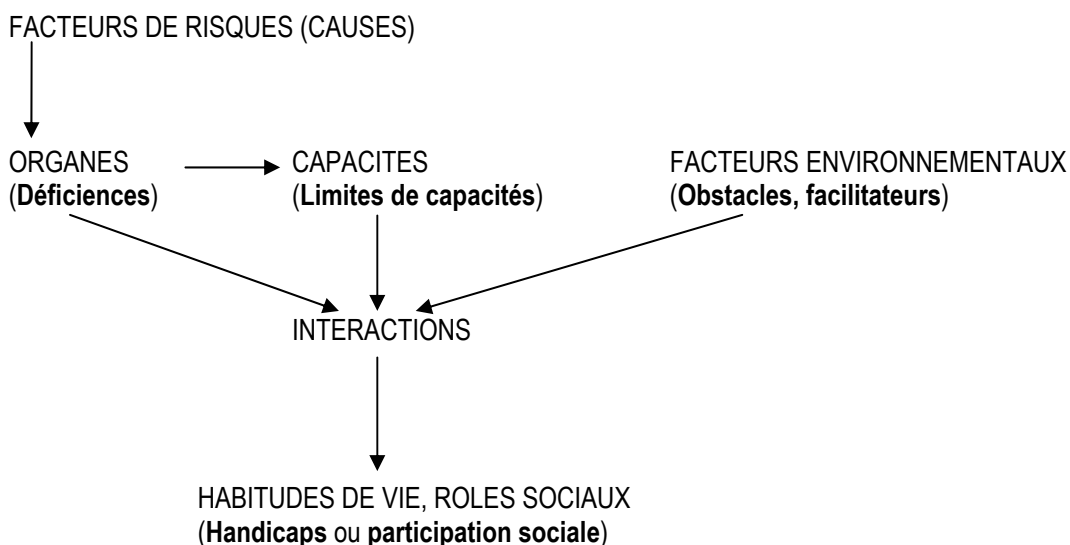 FACTEURS DE RISQUES (CAUSES)
ORGANES
(Déficiences)
CAPACITES
(Limites de capacités)
FACTEURS ENVIRONNEMENTAUX
(Obstacles, facilitateurs)
INTERACTIONS
HABITUDES DE VIE, ROLES SOCIAUX
(Handicaps ou participation sociale)